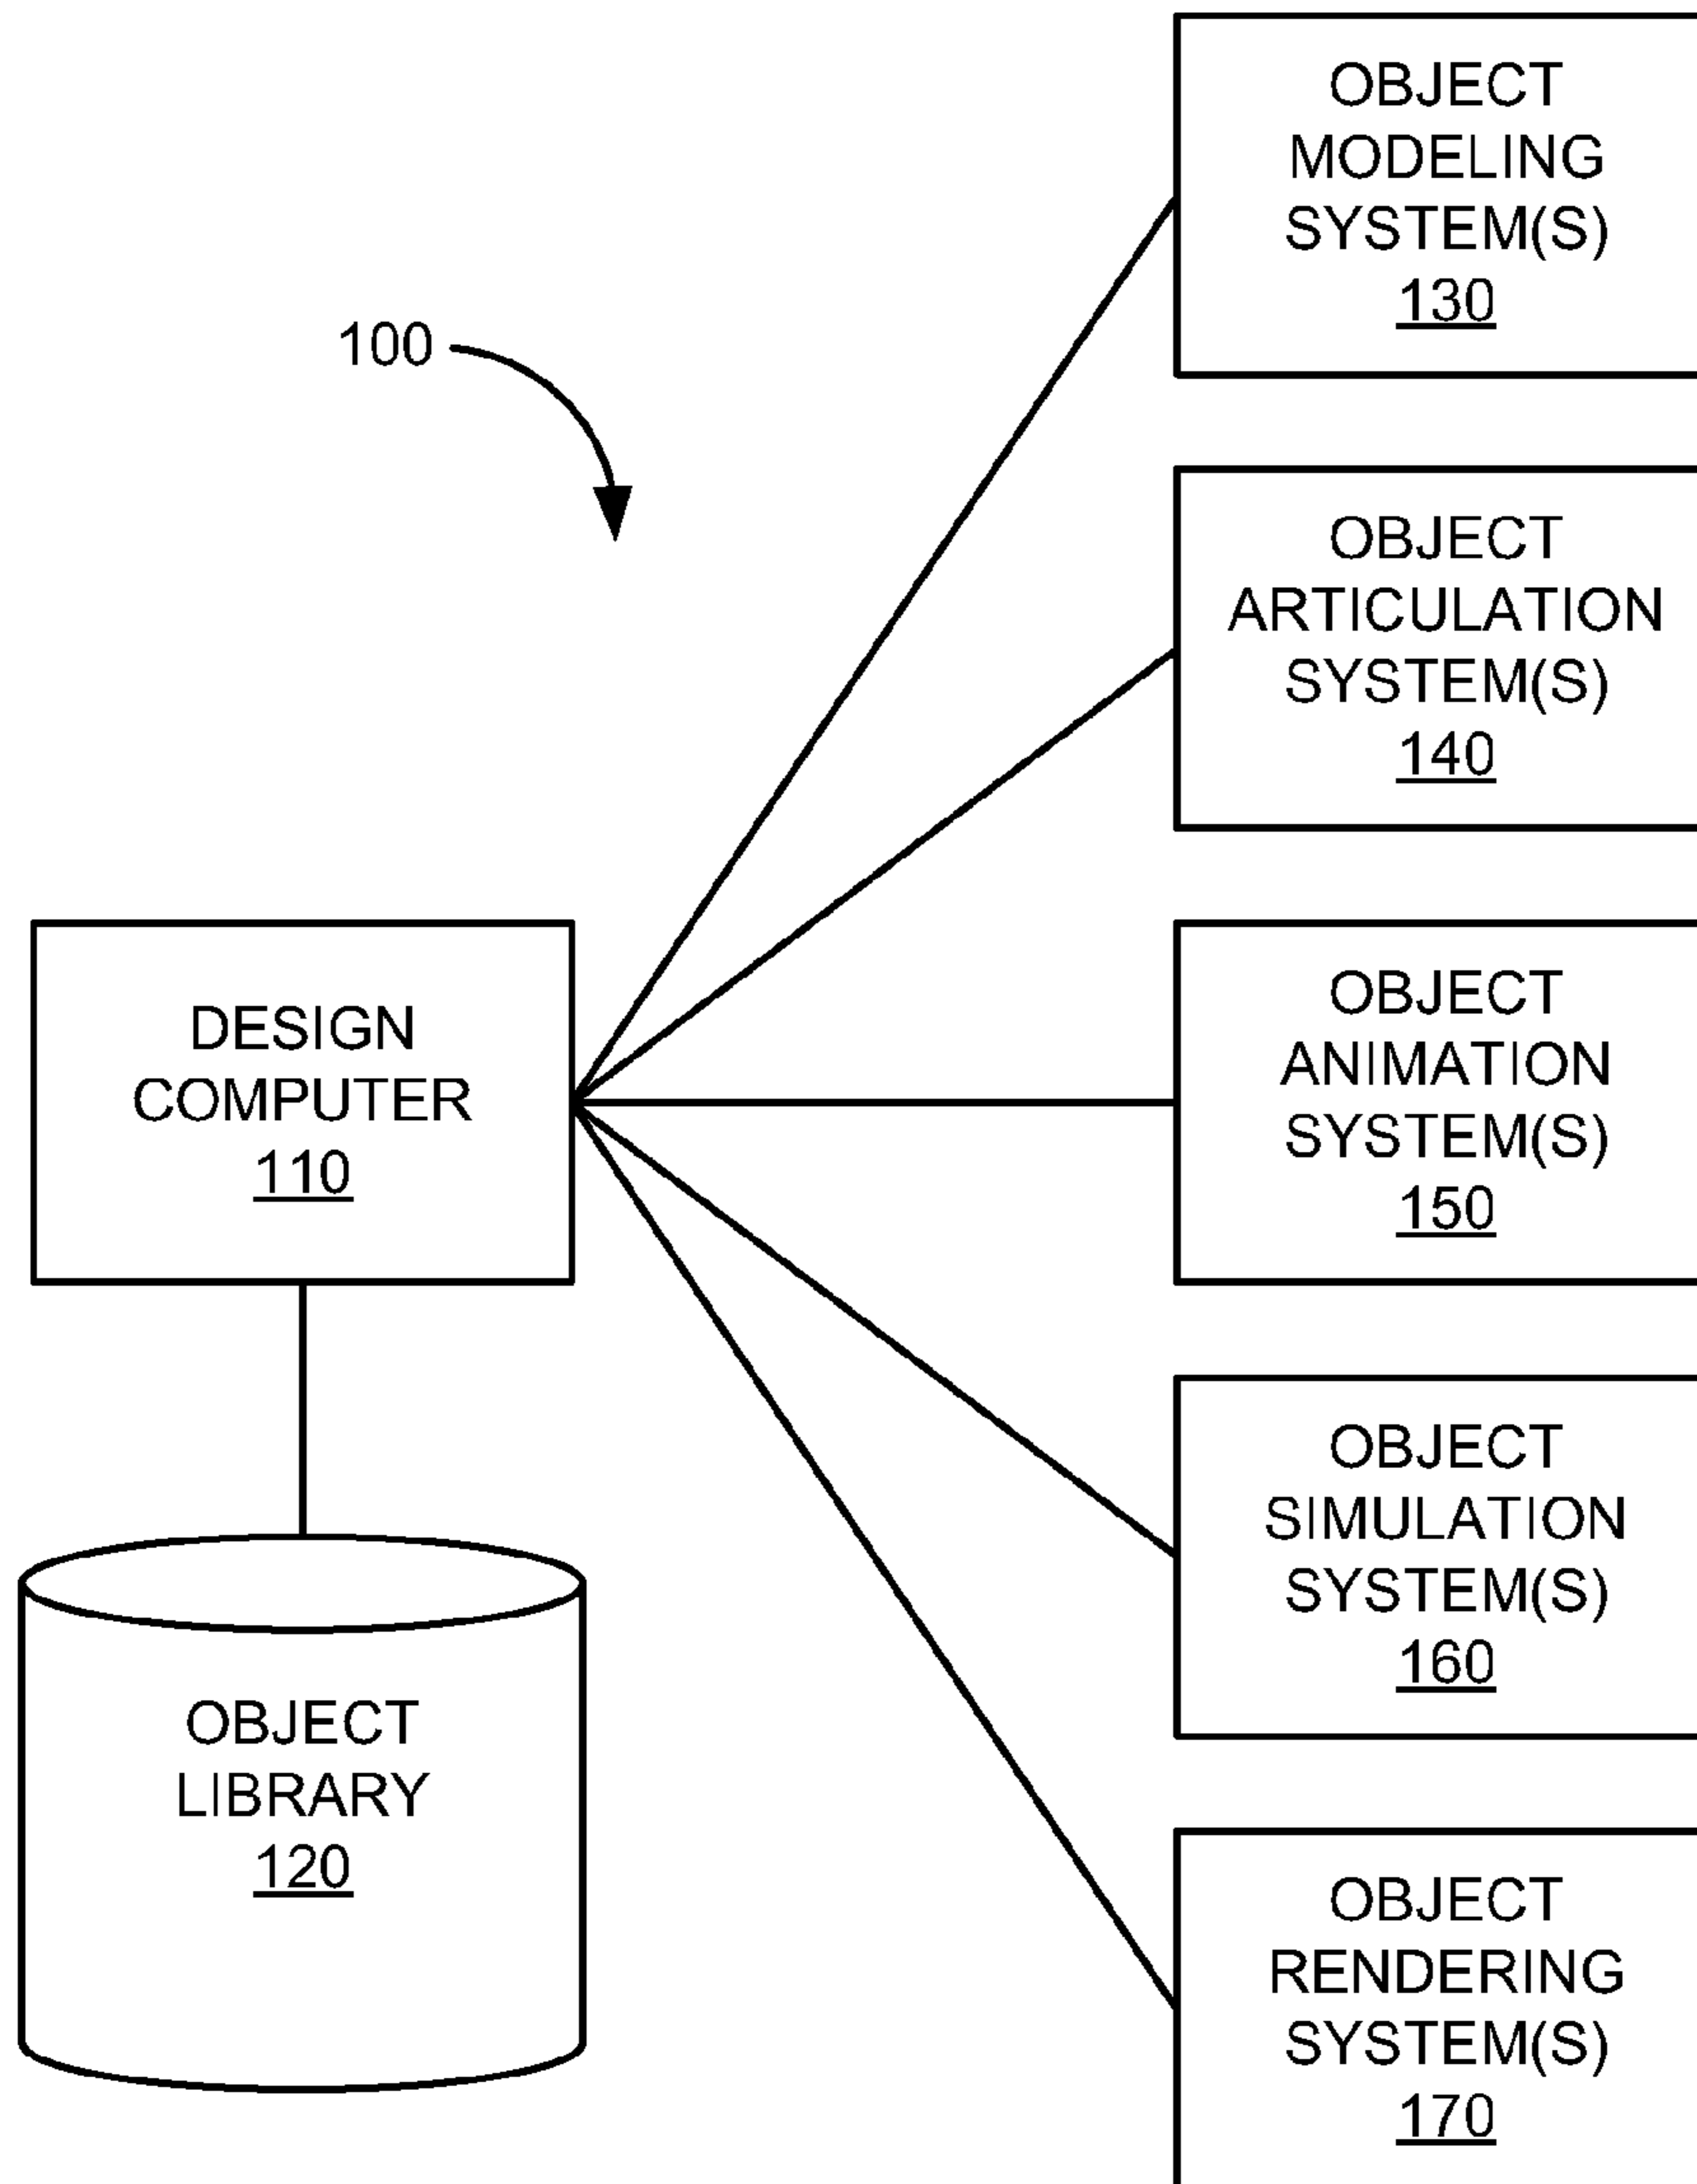 OBJECT
MODELING
SYSTEM(S)
130
100
OBJECT
ARTICULATION
SYSTEM(S)
140
DESIGN
COMPUTER
110
OBJECT
ANIMATION
SYSTEM(S)
150
OBJECT
SIMULATION
SYSTEM(S)
160
OBJECT
LIBRARY
120
OBJECT
RENDERING
SYSTEM(S)
170